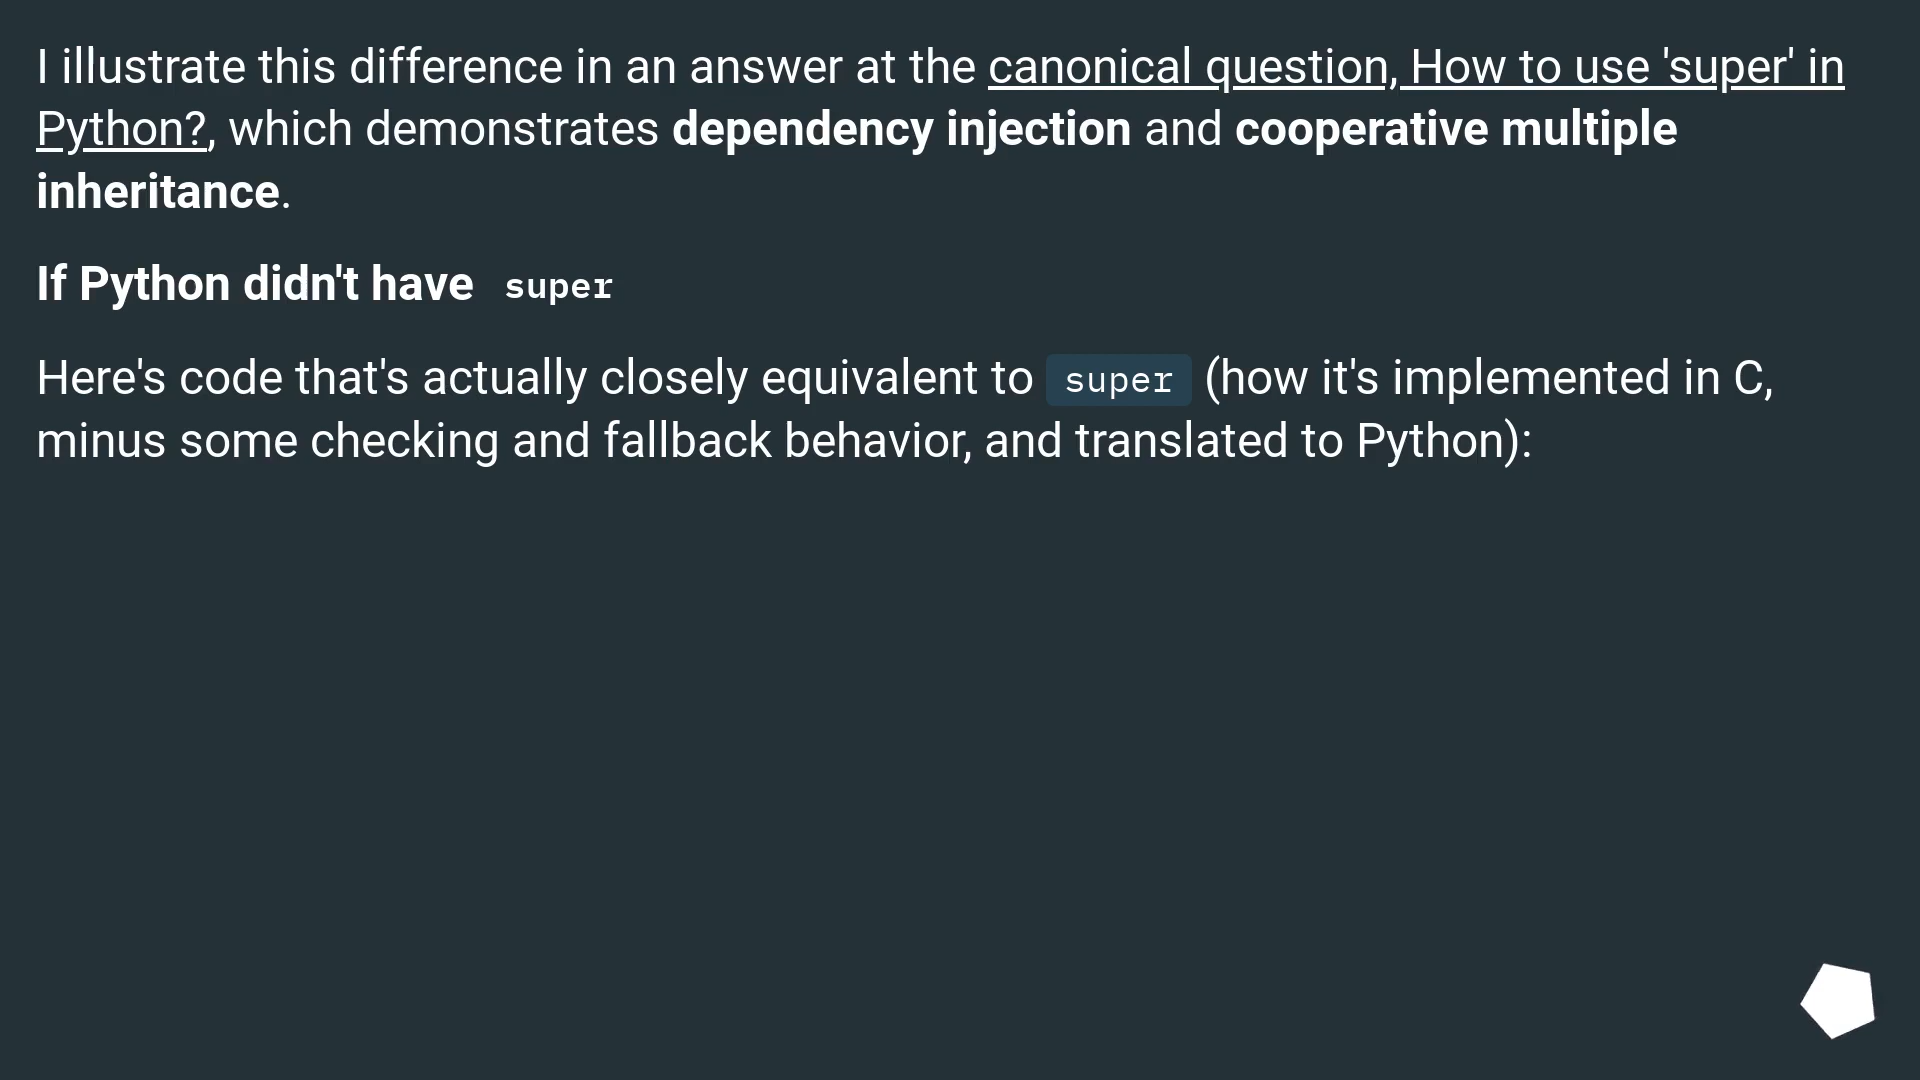 I illustrate this difference in an answer at the canonical question, How to use 'super' in
Python?, which demonstrates dependency injection and cooperative multiple
inheritance.
If Python didn't have super
Here's code that's actually closely equivalent to super (how it's implemented in C,
minus some checking and fallback behavior, and translated to Python):